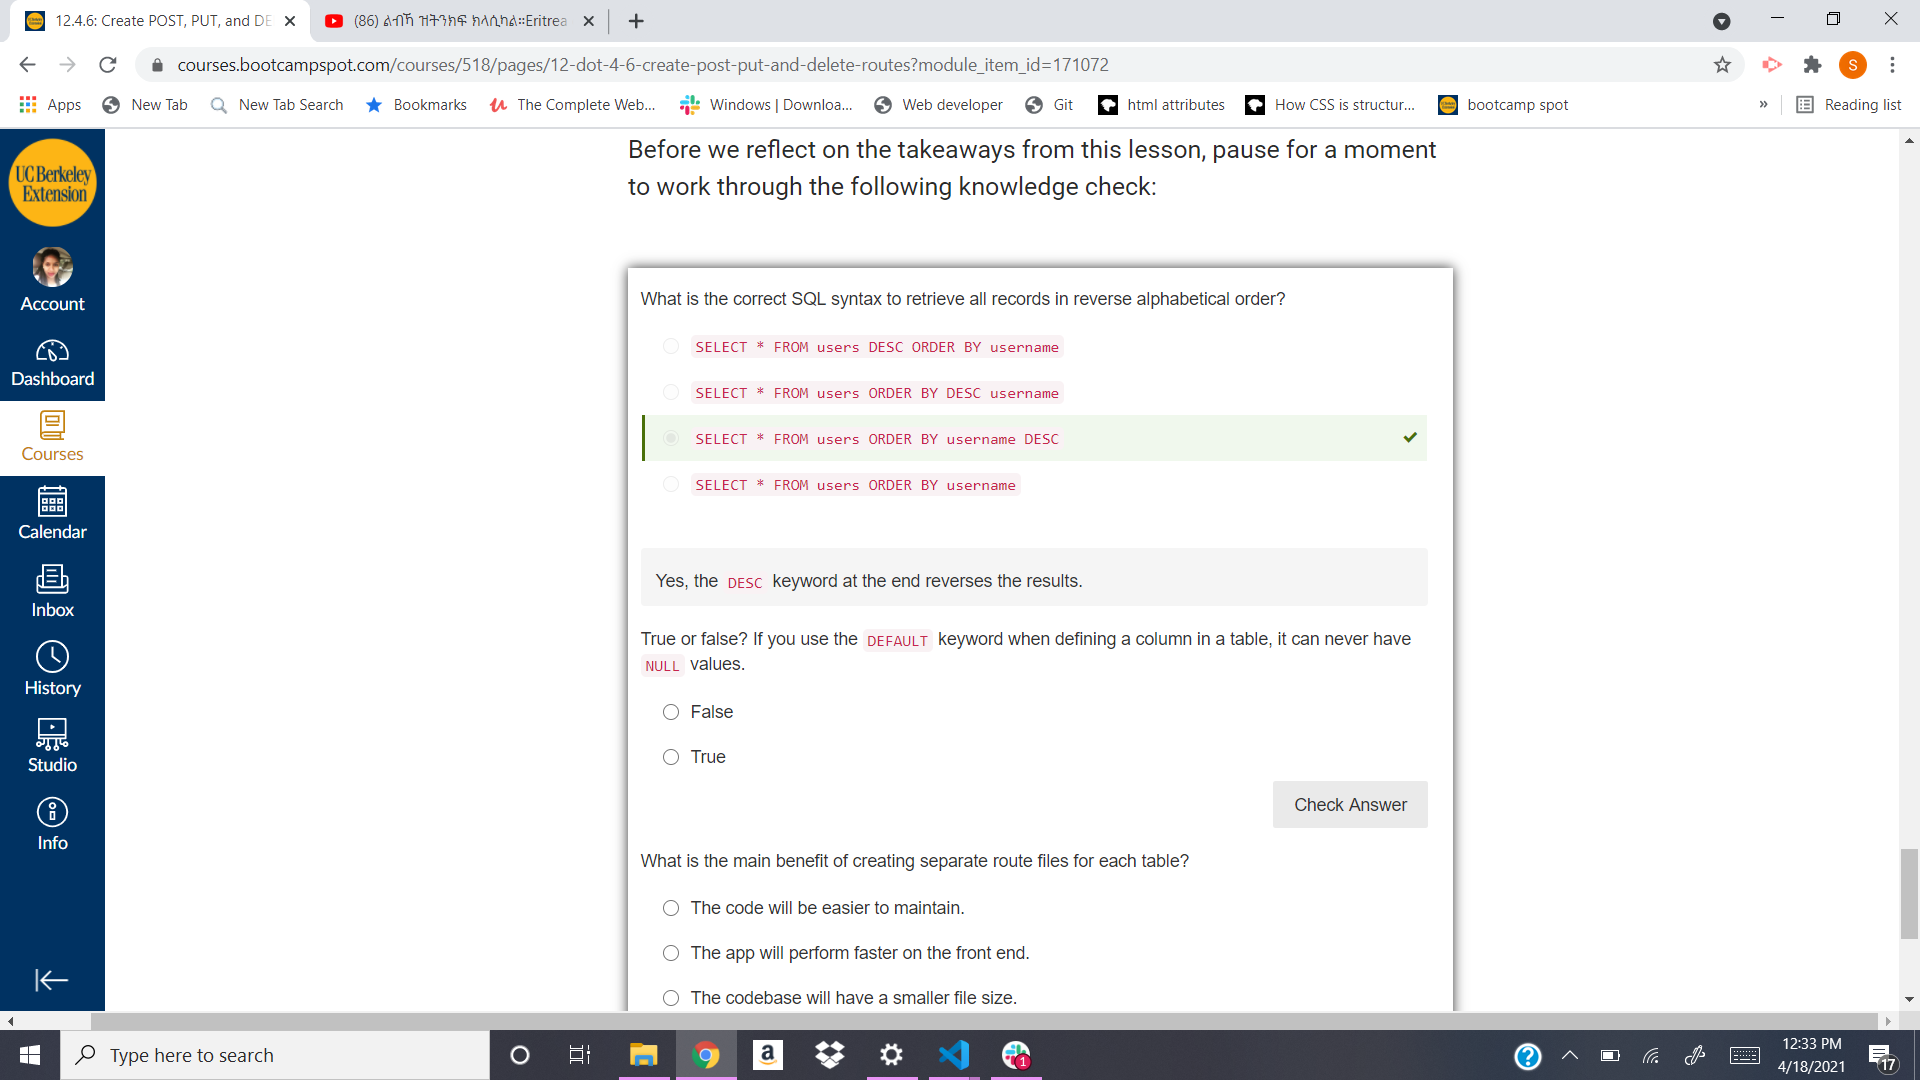 12.4.6: Create POST, PUT, and DE
(86) ልብኻ ዝትንክፍ ክላሲካል።Eritrea
courses.bootcampspot.com/courses/518/pages/12-dot-4-6-create-post-put-and-delete-routes?module_item_id=171072
S
Apps New Tab New Tab Search Bookmarks The Complete Web... Windows | Downloa... Web developer Git html attributes How CSS is structur... bootcamp spot » Reading list
UC Berkeley
Extension
Account
Dashboard
Courses
Calendar
Inbox
History
Studio
Info
Before we reflect on the takeaways from this lesson, pause for a moment
to work through the following knowledge check:
What is the correct SQL syntax to retrieve all records in reverse alphabetical order?
SELECT * FROM users DESC ORDER BY username
SELECT * FROM users ORDER BY DESC username
SELECT * FROM users ORDER BY username DESC
SELECT * FROM users ORDER BY username
Yes, the DESC keyword at the end reverses the results.
True or false? If you use the DEFAULT keyword when defining a column in a table, it can never have
NULL values.
False
True
Check Answer
What is the main benefit of creating separate route files for each table?
The code will be easier to maintain.
The app will perform faster on the front end.
The codebase will have a smaller file size.
Type here to search
a
1
12:33 PM
4/18/2021
17